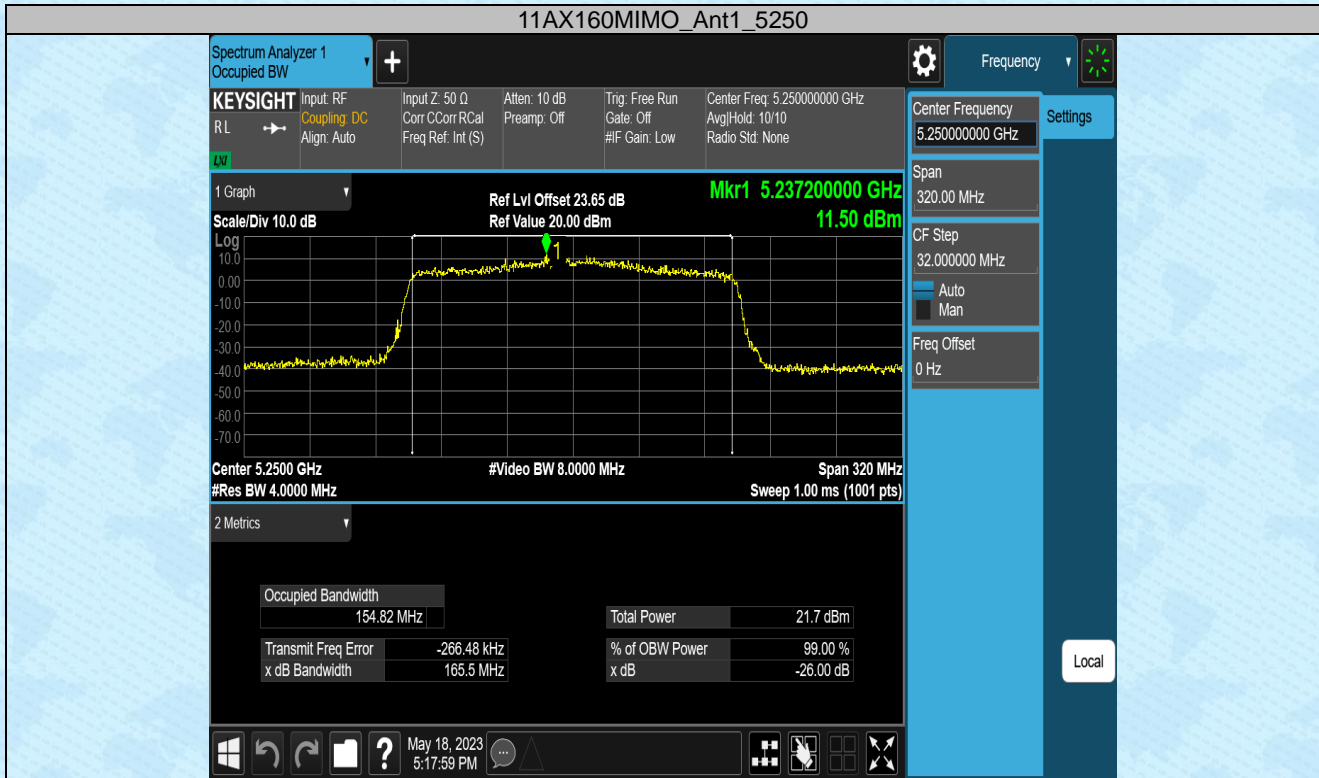 11AX160MIMO_Ant1_5250
Spectrum Analyzer 1
Occupied BW
+
Frequency
KEYSIGHT
RL
LXI
Input: RF
Coupling: DC
Align: Auto
Input Z: 50 Ω
Corr CCorr RCal
Freq Ref: Int (S)
Atten: 10 dB
Preamp: Off
Trig: Free Run
Gate: Off
#IF Gain: Low
Center Freq: 5.250000000 GHz
Avg|Hold: 10/10
Radio Std: None
Center Frequency
5.250000000 GHz
Settings
Span
320.00 MHz
CF Step
32.000000 MHz
Auto
Man
Freq Offset
0 Hz
Local
1 Graph
Scale/Div 10.0 dB
Ref Lvl Offset 23.65 dB
Ref Value 20.00 dBm
Mkr1 5.237200000 GHz
11.50 dBm
Log
1
10.0
0.00
-10.0
-20.0
-30.0
-40.0
-50.0
-60.0
-70.0
Center 5.2500 GHz
#Video BW 8.0000 MHz
Span 320 MHz
#Res BW 4.0000 MHz
Sweep 1.00 ms (1001 pts)
2 Metrics
Occupied Bandwidth
154.82 MHz
Total Power 21.7 dBm
Transmit Freq Error -266.48 kHz
% of OBW Power 99.00 %
x dB Bandwidth 165.5 MHz
x dB -26.00 dB
?
May 18, 2023
5:17:59 PM